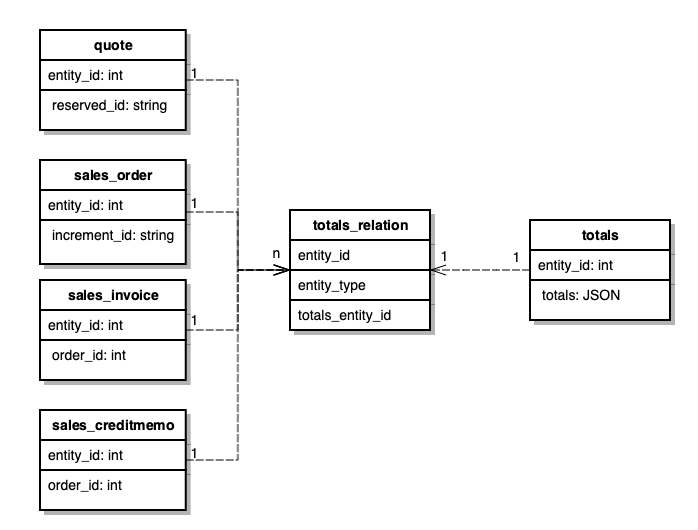 quote
entity_id: int
reserved_id: string
1
sales_order
entity_id: int
increment_id: string
1
sales_invoice
entity_id: int
order_id: int
1
sales_creditmemo
entity_id: int
order_id: int
1
n
totals_relation
entity_id
entity_type
totals_entity_id
1
1
totals
entity_id: int
totals: JSON